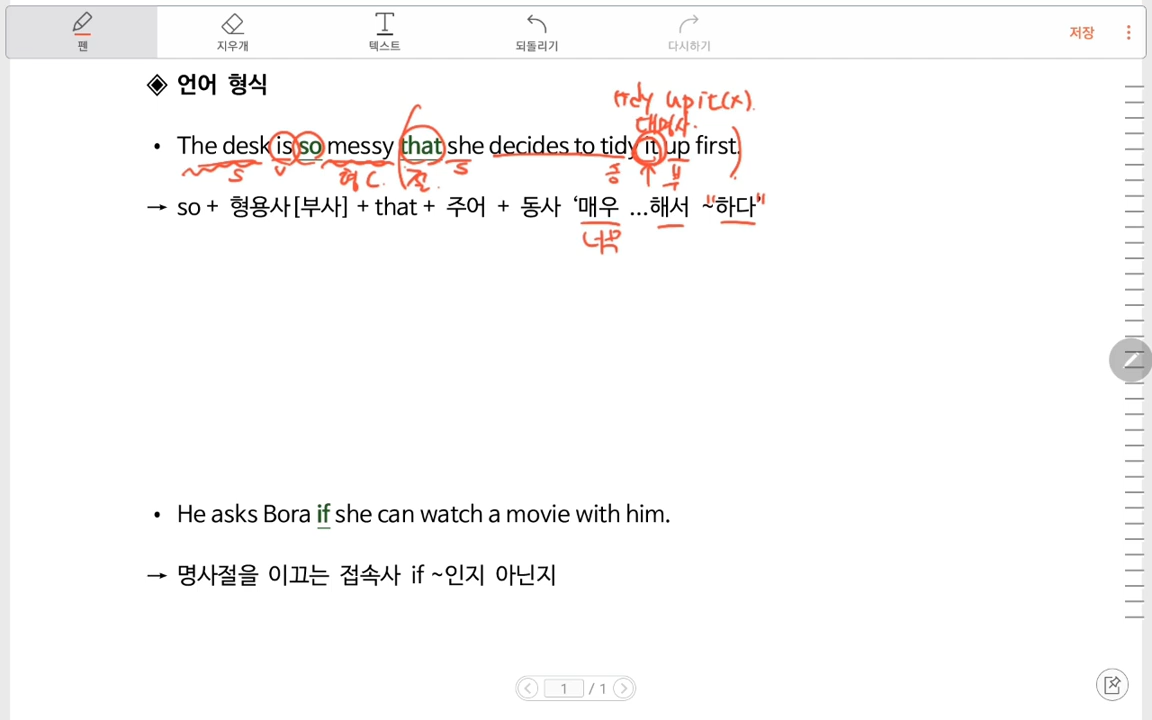 펜 지우개 텍스트 되돌리기 다시하기 저장
◈ 언어 형식
tidy up it(x).
대명사.
• The desk is so messy that she decides to tidy it up first.
S V 형 C. 절. S 중 부
→ so + 형용사[부사] + that + 주어 + 동사 ‘매우 …해서 ~"하다"
너무
• He asks Bora if she can watch a movie with him.
→ 명사절을 이끄는 접속사 if ~인지 아닌지
1 / 1